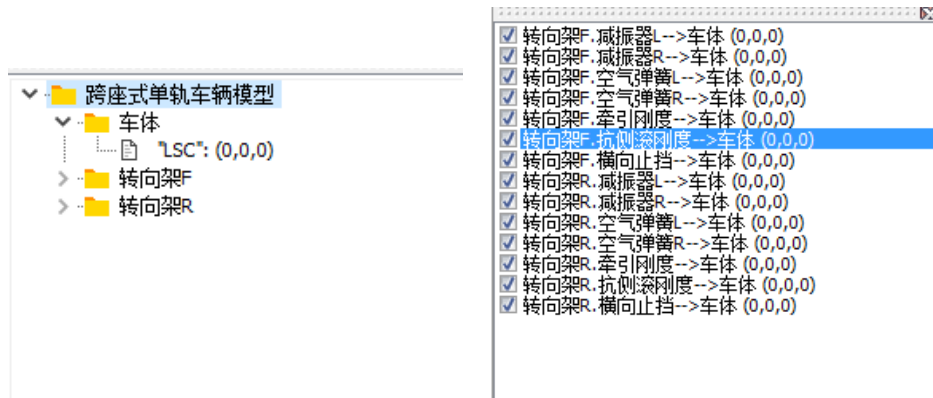 跨座式单轨车辆模型
车体
"LSC": (0,0,0)
转向架F
转向架R
转向架F.减振器L-->车体 (0,0,0)
转向架F.减振器R-->车体 (0,0,0)
转向架F.空气弹簧L-->车体 (0,0,0)
转向架F.空气弹簧R-->车体 (0,0,0)
转向架F.牵引刚度-->车体 (0,0,0)
转向架F.抗侧滚刚度-->车体 (0,0,0)
转向架F.横向止挡-->车体 (0,0,0)
转向架R.减振器L-->车体 (0,0,0)
转向架R.减振器R-->车体 (0,0,0)
转向架R.空气弹簧L-->车体 (0,0,0)
转向架R.空气弹簧R-->车体 (0,0,0)
转向架R.牵引刚度-->车体 (0,0,0)
转向架R.抗侧滚刚度-->车体 (0,0,0)
转向架R.横向止挡-->车体 (0,0,0)